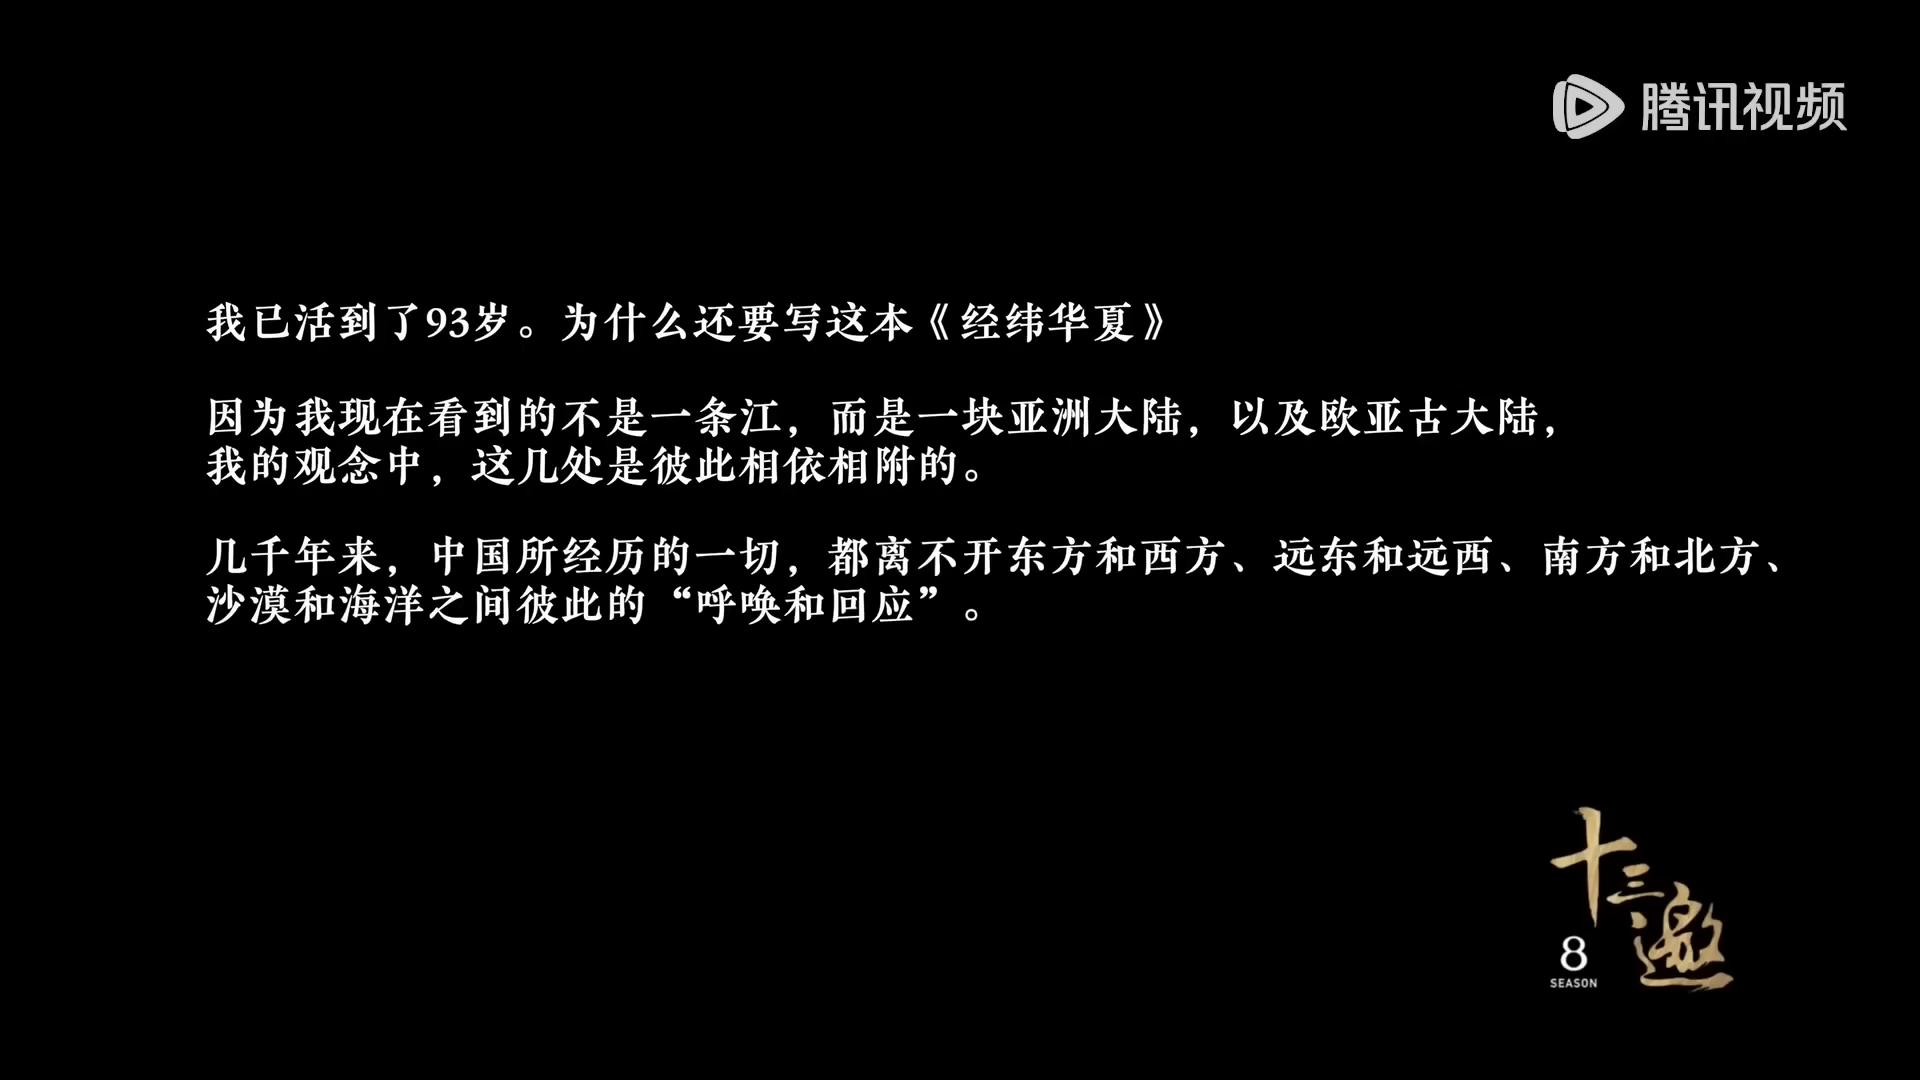 腾讯视频
我已活到了93岁。为什么还要写这本《经纬华夏》
因为我现在看到的不是一条江，而是一块亚洲大陆，以及欧亚古大陆，
我的观念中，这几处是彼此相依相附的。
几千年来，中国所经历的一切，都离不开东方和西方、远东和远西、南方和北方、
沙漠和海洋之间彼此的“呼唤和回应”。
十三邀
8
SEASON